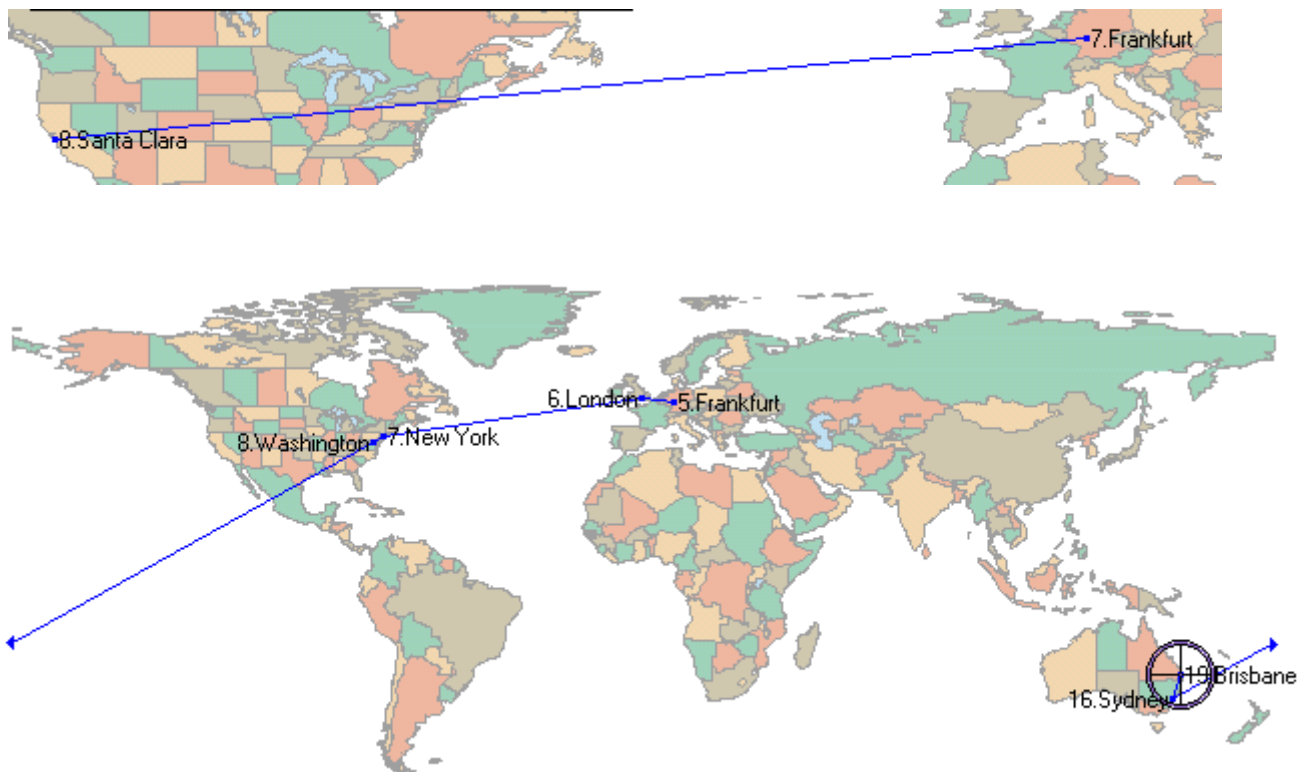 7.Frankfurt
8.Santa Clara
6.London
5.Frankfurt
7.New York
8.Washington
19.Brisbane
16.Sydney